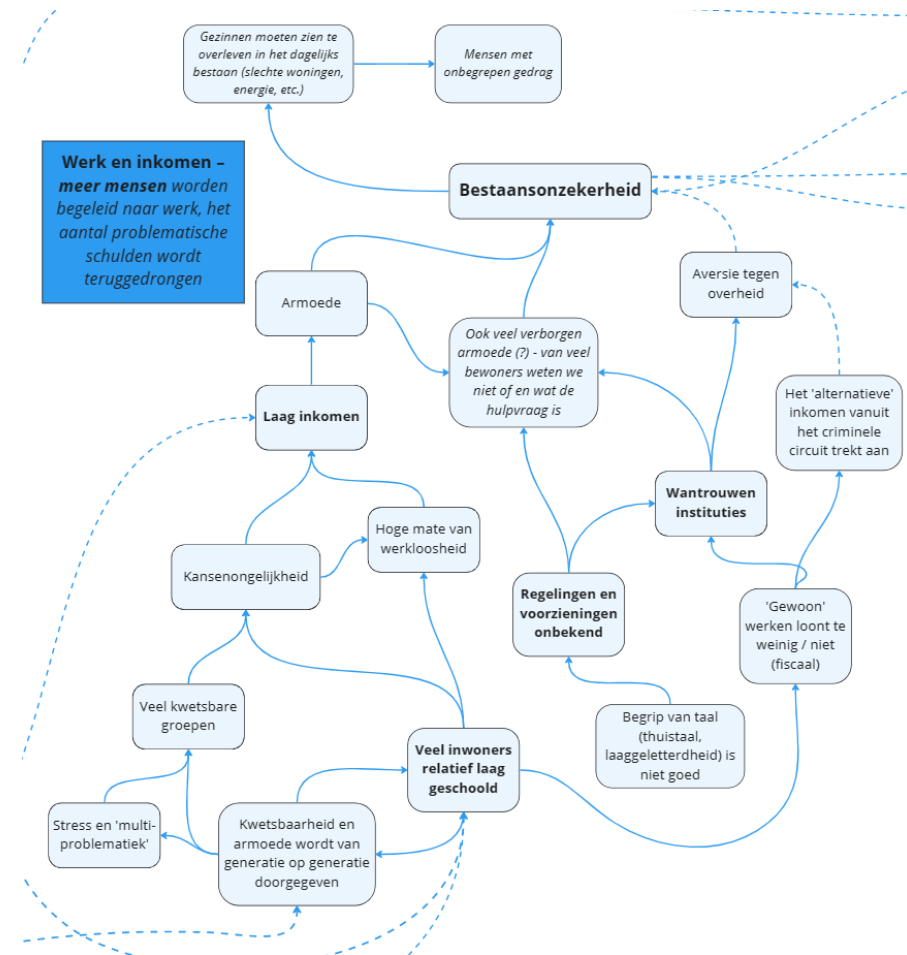 Gezinnen moeten zien te
overleven in het dagelijks
bestaan (slechte woningen,
energie, etc.)
Mensen met
onbegrepen gedrag
Werk en inkomen –
meer mensen worden
begeleid naar werk, het
aantal problematische
schulden wordt
teruggedrongen
Bestaansonzekerheid
Armoede
Aversie tegen
overheid
Ook veel verborgen
armoede (?) - van veel
bewoners weten we
niet of en wat de
hulpvraag is
Laag inkomen
Het 'alternatieve'
inkomen vanuit
het criminele
circuit trekt aan
Wantrouwen
instituties
Hoge mate van
werkloosheid
Kansenongelijkheid
Regelingen en
voorzieningen
onbekend
'Gewoon'
werken loont te
weinig / niet
(fiscaal)
Veel kwetsbare
groepen
Begrip van taal
(thuistaal,
laaggeletterdheid) is
niet goed
Veel inwoners
relatief laag
geschoold
Stress en 'multi-
problematiek'
Kwetsbaarheid en
armoede wordt van
generatie op generatie
doorgegeven